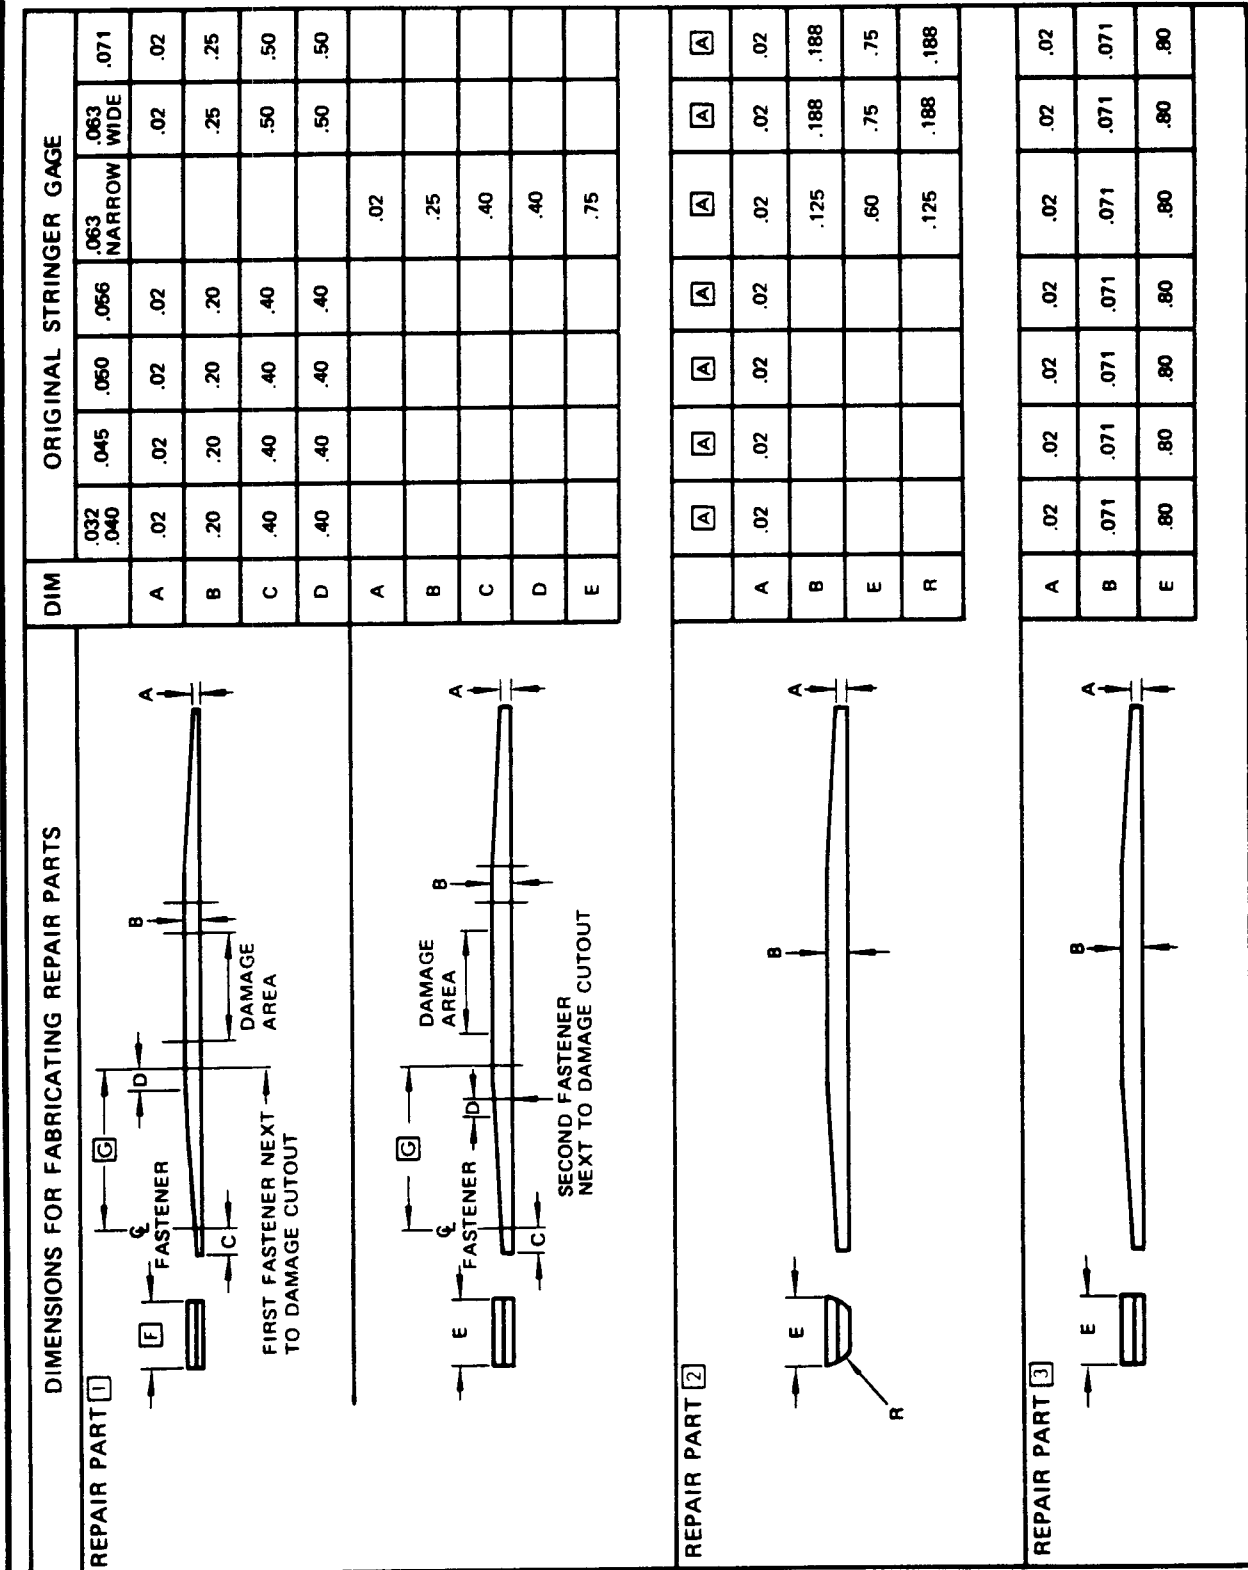 DIMENSIONS FOR FABRICATING REPAIR PARTS
DIM
ORIGINAL STRINGER GAGE
.032 .040
.045
.050
.056
.063 NARROW
.063 WIDE
.071
REPAIR PART 1
F
G
D
B
A
℄
FASTENER
C
DAMAGE
AREA
FIRST FASTENER NEXT
TO DAMAGE CUTOUT
A .02 .02 .02 .02 .02 .02
B .20 .20 .20 .20 .25 .25
C .40 .40 .40 .40 .50 .50
D .40 .40 .40 .40 .50 .50
E
G
D
B
A
℄
FASTENER
C
DAMAGE
AREA
SECOND FASTENER
NEXT TO DAMAGE CUTOUT
A .02
B .25
C .40
D .40
E .75
REPAIR PART 2
E
R
B
A
A A A A A A A
A .02 .02 .02 .02 .02 .02 .02
B .125 .188 .188
E .60 .75 .75
R .125 .188 .188
REPAIR PART 3
E
B
A
A .02 .02 .02 .02 .02 .02 .02
B .071 .071 .071 .071 .071 .071 .071
E .80 .80 .80 .80 .80 .80 .80